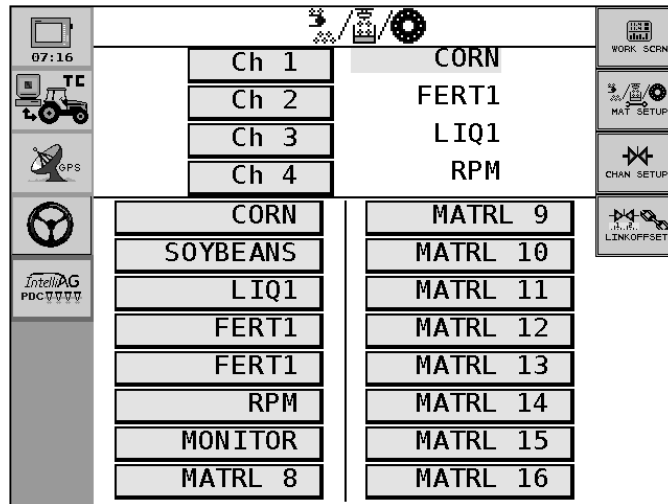 07:16
TC
GPS
IntelliAG
PDC
Ch 1 CORN
Ch 2 FERT1
Ch 3 LIQ1
Ch 4 RPM
CORN
SOYBEANS
LIQ1
FERT1
FERT1
RPM
MONITOR
MATRL 8
MATRL 9
MATRL 10
MATRL 11
MATRL 12
MATRL 13
MATRL 14
MATRL 15
MATRL 16
WORK SCRN
MAT SETUP
CHAN SETUP
LINKOFFSET